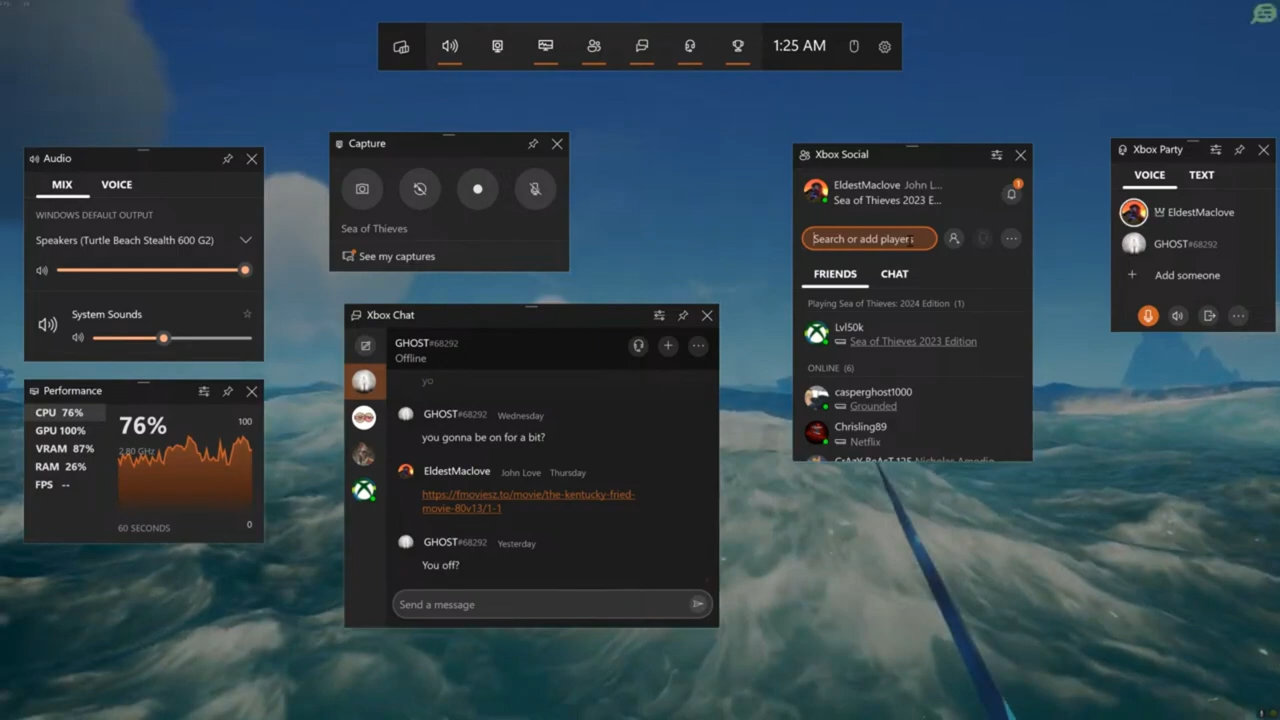 1:25 AM
Audio
MIX VOICE
WINDOWS DEFAULT OUTPUT
Speakers (Turtle Beach Stealth 600 G2)
System Sounds
Performance
CPU 76%
GPU 100%
VRAM 87%
RAM 26%
FPS --
76%
100
2.80 GHz
60 SECONDS
0
Capture
Sea of Thieves
See my captures
Xbox Chat
GHOST#68292
Offline
yo
GHOST#68292 Wednesday
you gonna be on for a bit?
EldestMaclove John Love Thursday
https://fmoviesz.to/movie/the-kentucky-fried-
movie-80v13/1-1
GHOST#68292 Yesterday
You off?
Send a message
Xbox Social
EldestMaclove John L...
Sea of Thieves 2023 E...
1
Search or add players
FRIENDS CHAT
Playing Sea of Thieves: 2024 Edition (1)
Lvl50k
Sea of Thieves 2023 Edition
ONLINE (6)
casperghost1000
Grounded
Chrisling89
Netflix
Xbox Party
VOICE TEXT
EldestMaclove
GHOST#68292
Add someone